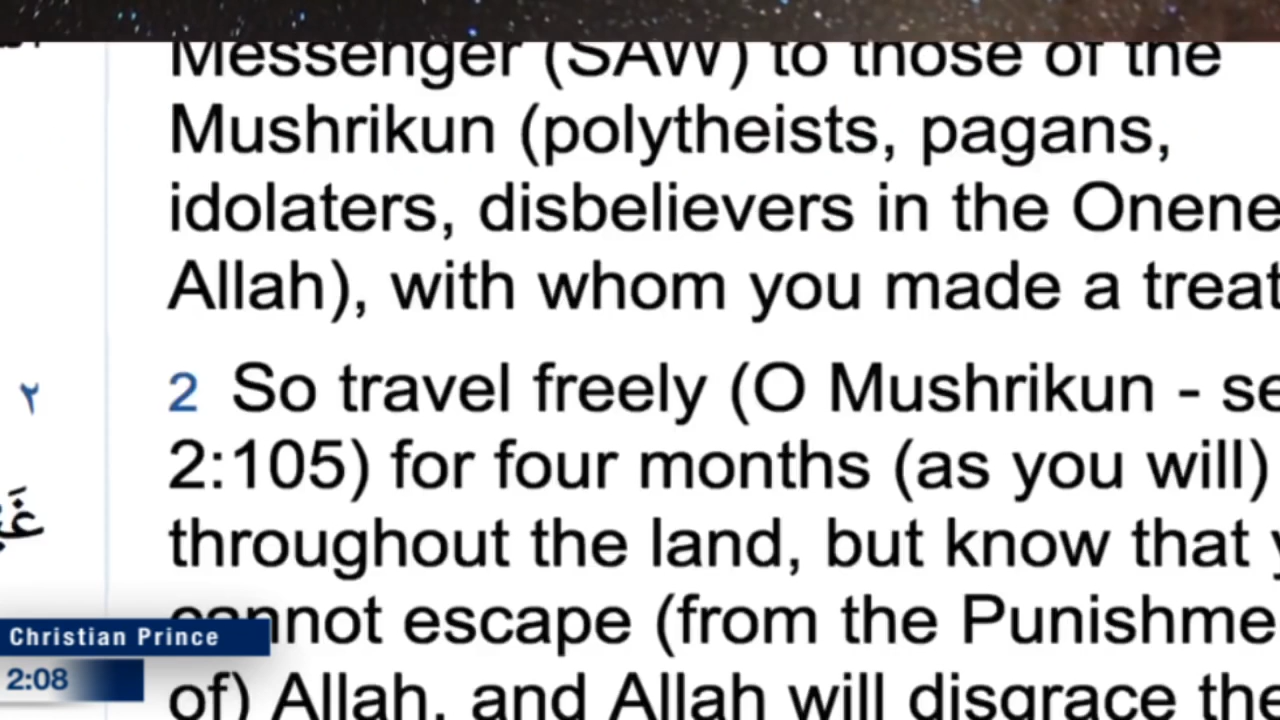 Messenger (SAW) to those of the
Mushrikun (polytheists, pagans,
idolaters, disbelievers in the Onene
Allah), with whom you made a treat
2 So travel freely (O Mushrikun - se
2:105) for four months (as you will)
throughout the land, but know that y
cannot escape (from the Punishme
of) Allah, and Allah will disgrace the
٢
Christian Prince
2:08